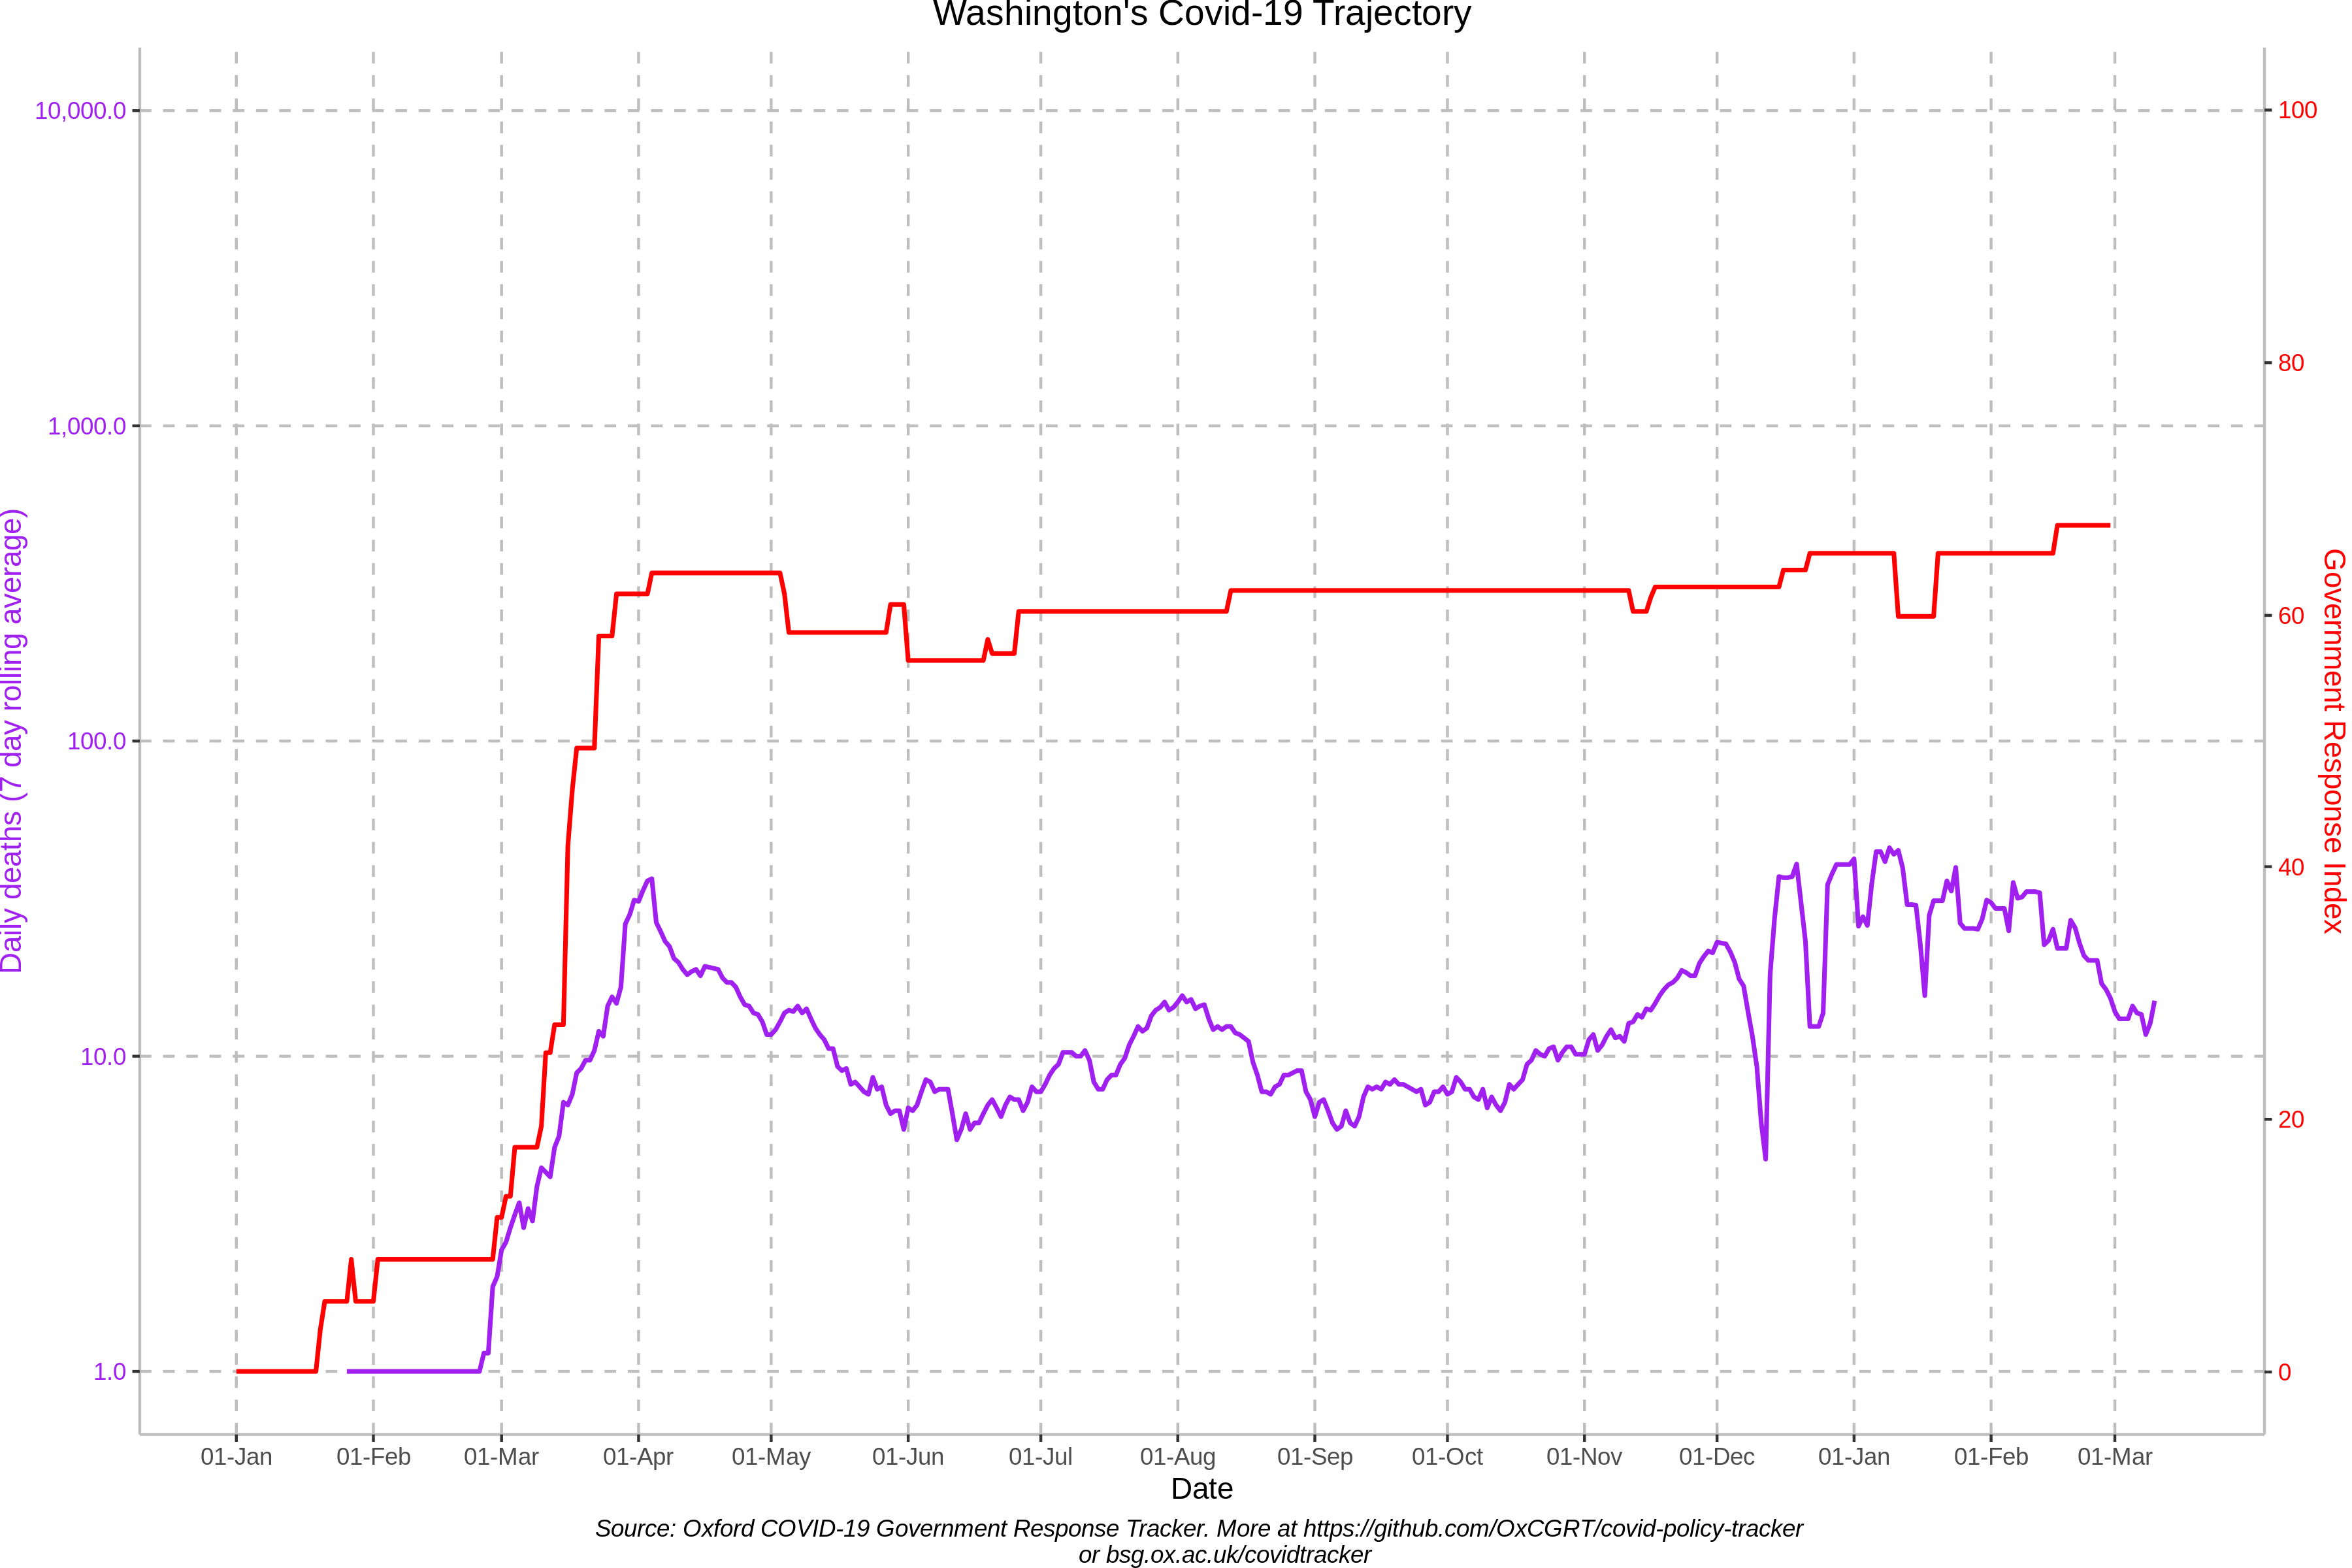 Washington's Covid-19 Trajectory
10,000.0
1,000.0
100.0
10.0
1.0
Daily deaths (7 day rolling average)
100
80
60
40
20
0
Government Response Index
01-Jan 01-Feb 01-Mar 01-Apr 01-May 01-Jun 01-Jul 01-Aug 01-Sep 01-Oct 01-Nov 01-Dec 01-Jan 01-Feb 01-Mar
Date
Source: Oxford COVID-19 Government Response Tracker. More at https://github.com/OxCGRT/covid-policy-tracker
or bsg.ox.ac.uk/covidtracker